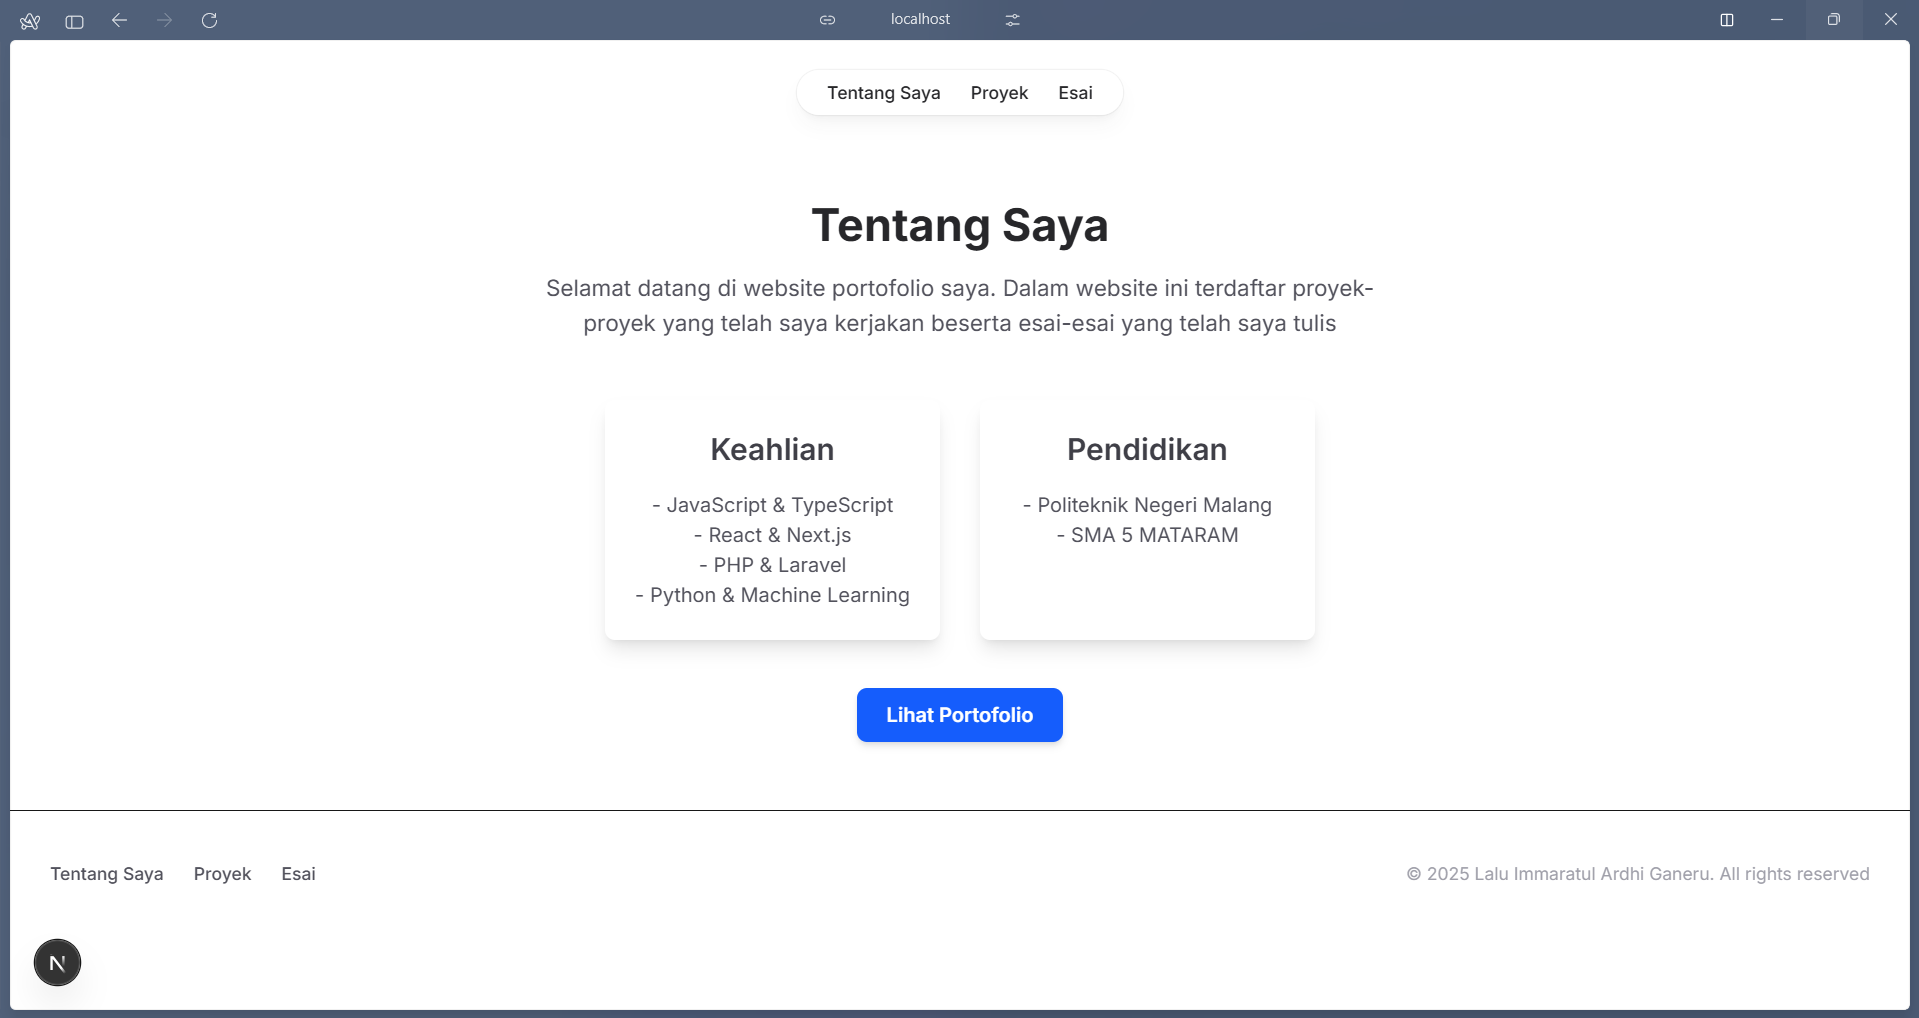 localhost
Tentang Saya Proyek Esai
Tentang Saya
Selamat datang di website portofolio saya. Dalam website ini terdaftar proyek-
proyek yang telah saya kerjakan beserta esai-esai yang telah saya tulis
Keahlian
- JavaScript & TypeScript
- React & Next.js
- PHP & Laravel
- Python & Machine Learning
Pendidikan
- Politeknik Negeri Malang
- SMA 5 MATARAM
Lihat Portofolio
Tentang Saya Proyek Esai
© 2025 Lalu Immaratul Ardhi Ganeru. All rights reserved
N